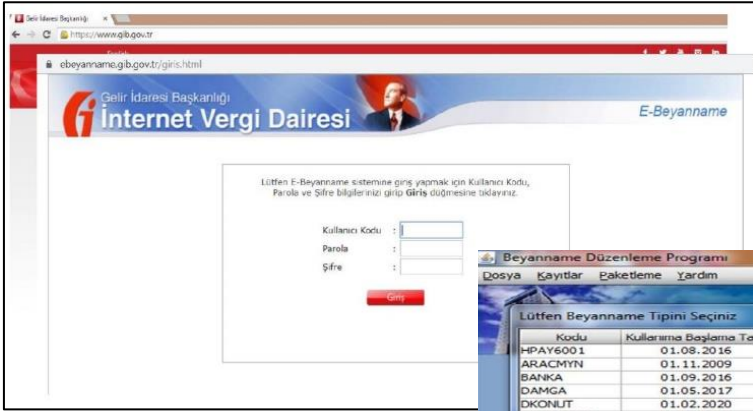 Gelir İdaresi Başkanlığı
https://www.gib.gov.tr
English
ebeyanname.gib.gov.tr/giris.html
Gelir İdaresi Başkanlığı
İnternet Vergi Dairesi
E-Beyanname
Lütfen E-Beyanname sistemine giriş yapmak için Kullanıcı Kodu,
Parola ve Şifre bilgilerinizi girip Giriş düğmesine tıklayınız.
Kullanıcı Kodu :
Parola :
Şifre :
Giriş
Beyanname Düzenleme Programı
Dosya Kayıtlar Paketleme Yardım
Lütfen Beyanname Tipini Seçiniz
Kodu Kullanıma Başlama Ta
HPAY6001 01.08.2016
ARACMYN 01.11.2009
BANKA 01.09.2016
DAMGA 01.05.2017
DKONUT 01.02.2020